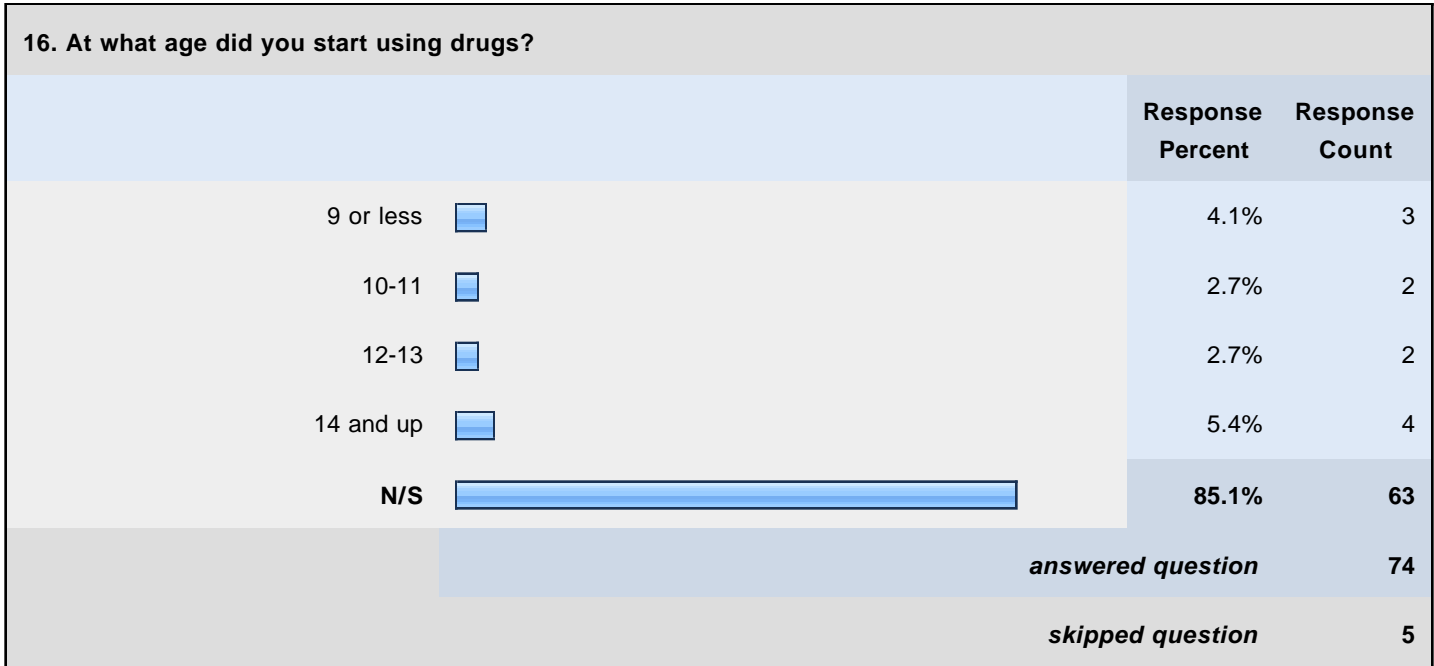 16. At what age did you start using drugs?
Response Percent Response Count
9 or less 4.1% 3
10-11 2.7% 2
12-13 2.7% 2
14 and up 5.4% 4
N/S 85.1% 63
answered question 74
skipped question 5